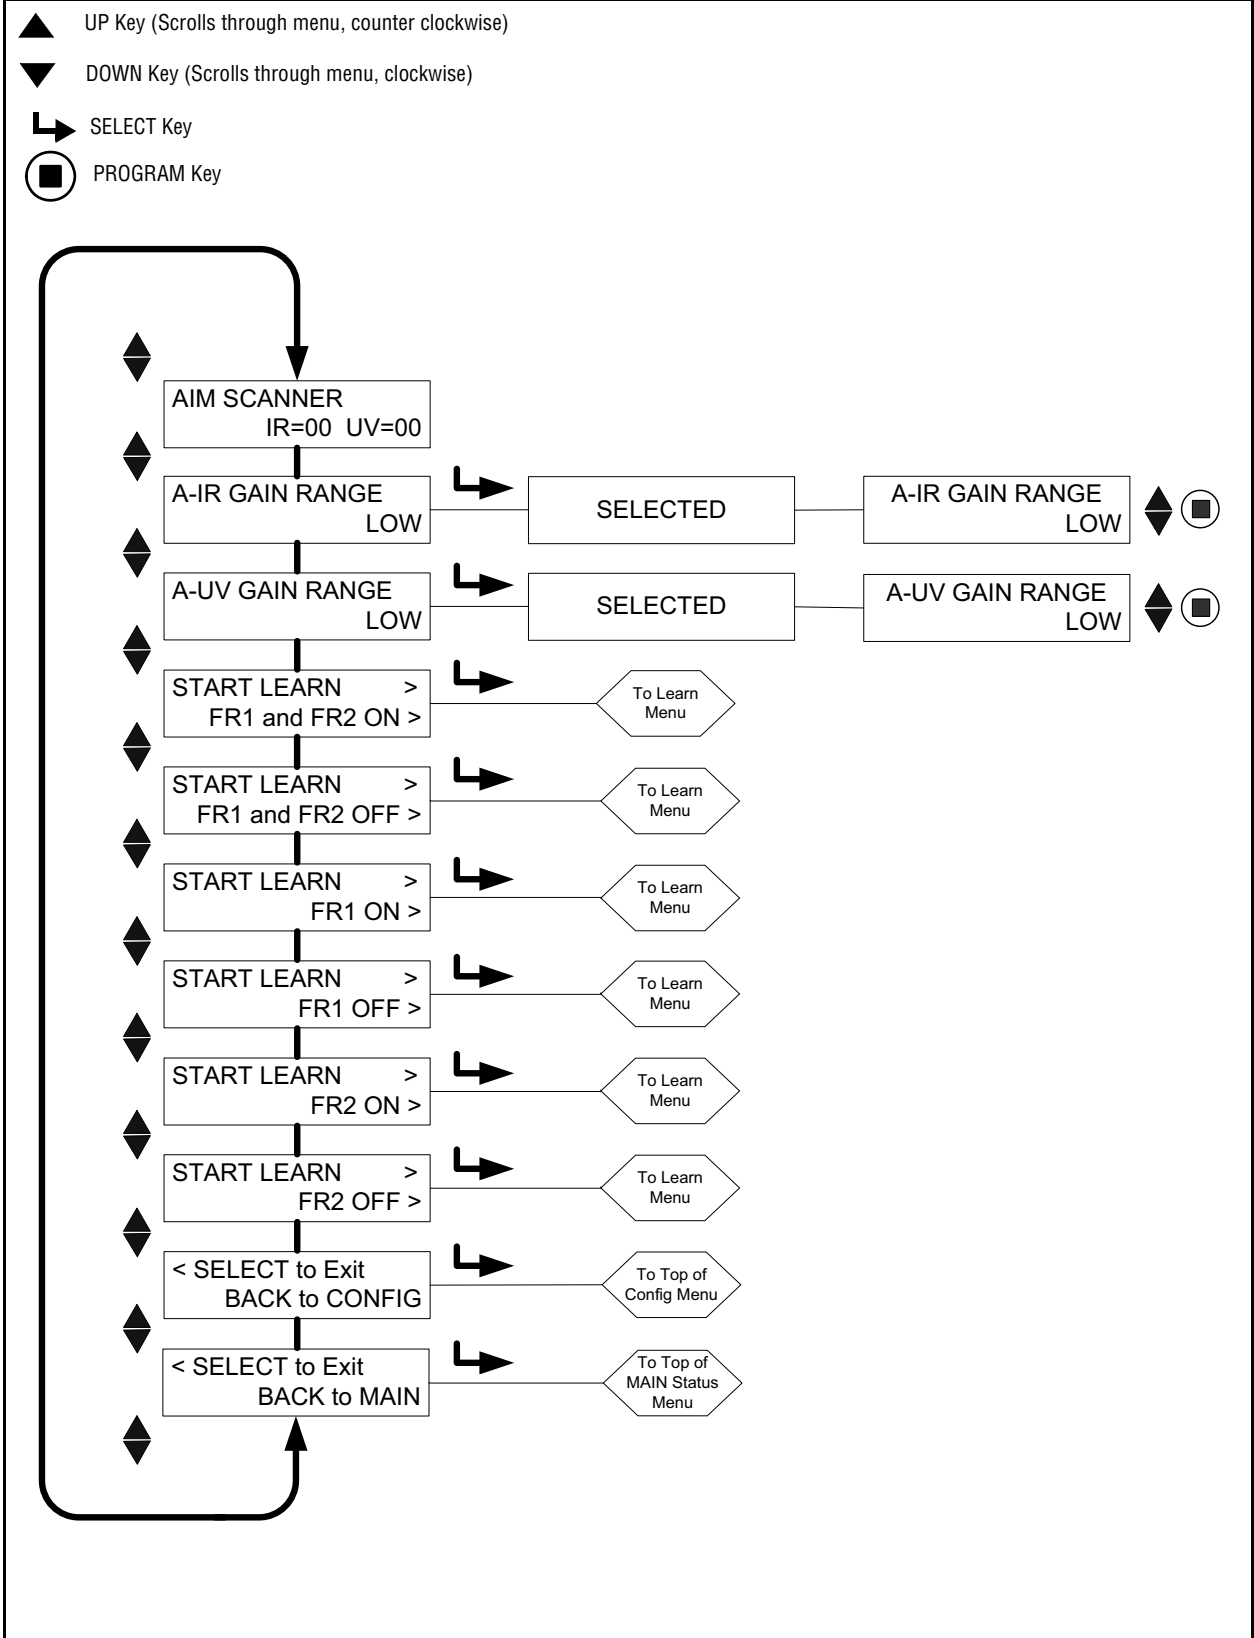 UP Key (Scrolls through menu, counter clockwise)
DOWN Key (Scrolls through menu, clockwise)
SELECT Key
PROGRAM Key
AIM SCANNER
IR=00 UV=00
A-IR GAIN RANGE
LOW
SELECTED
A-IR GAIN RANGE
LOW
A-UV GAIN RANGE
LOW
SELECTED
A-UV GAIN RANGE
LOW
START LEARN >
FR1 and FR2 ON >
To Learn
Menu
START LEARN >
FR1 and FR2 OFF >
To Learn
Menu
START LEARN >
FR1 ON >
To Learn
Menu
START LEARN >
FR1 OFF >
To Learn
Menu
START LEARN >
FR2 ON >
To Learn
Menu
START LEARN >
FR2 OFF >
To Learn
Menu
< SELECT to Exit
BACK to CONFIG
To Top of
Config Menu
< SELECT to Exit
BACK to MAIN
To Top of
MAIN Status
Menu